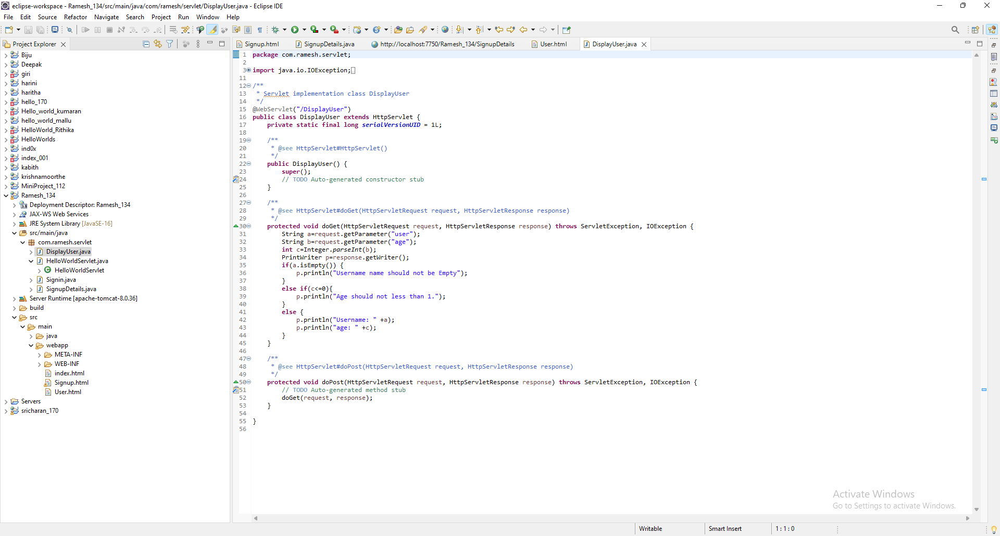 eclipse-workspace - Ramesh_134/src/main/java/com/ramesh/servlet/DisplayUser.java - Eclipse IDE
File Edit Source Refactor Navigate Search Project Run Window Help
Project Explorer
Signup.html SignupDetails.java http://localhost:7750/Ramesh_134/SignupDetails User.html DisplayUser.java
Biju
Deepak
giri
harini
haritha
hello_170
Hello_world_kumaran
hello_world_mallu
HelloWorld_Rithika
HelloWorlds
ind0x
index_001
kabith
krishnamoorthe
MiniProject_112
Ramesh_134
Deployment Descriptor: Ramesh_134
JAX-WS Web Services
JRE System Library [JavaSE-16]
src/main/java
com.ramesh.servlet
DisplayUser.java
HelloWorldServlet.java
HelloWorldServlet
Signin.java
SignupDetails.java
Server Runtime [apache-tomcat-8.0.36]
build
src
main
java
webapp
META-INF
WEB-INF
index.html
Signup.html
User.html
Servers
sricharan_170
1 package com.ramesh.servlet;
2
3 import java.io.IOException;
11
12 /**
13 * Servlet implementation class DisplayUser
14 */
15 @WebServlet("/DisplayUser")
16 public class DisplayUser extends HttpServlet {
17 private static final long serialVersionUID = 1L;
18
19 /**
20 * @see HttpServlet#HttpServlet()
21 */
22 public DisplayUser() {
23 super();
24 // TODO Auto-generated constructor stub
25 }
26
27 /**
28 * @see HttpServlet#doGet(HttpServletRequest request, HttpServletResponse response)
29 */
30 protected void doGet(HttpServletRequest request, HttpServletResponse response) throws ServletException, IOException {
31 String a=request.getParameter("user");
32 String b=request.getParameter("age");
33 int c=Integer.parseInt(b);
34 PrintWriter p=response.getWriter();
35 if(a.isEmpty()) {
36 p.println("Username name should not be Empty");
37 }
38 else if(c<=0){
39 p.println("Age should not less than 1.");
40 }
41 else {
42 p.println("Username: " +a);
43 p.println("age: " +c);
44 }
45 }
46
47 /**
48 * @see HttpServlet#doPost(HttpServletRequest request, HttpServletResponse response)
49 */
50 protected void doPost(HttpServletRequest request, HttpServletResponse response) throws ServletException, IOException {
51 // TODO Auto-generated method stub
52 doGet(request, response);
53 }
54
55 }
56
Activate Windows
Go to Settings to activate Windows.
Writable Smart Insert 1 : 1 : 0